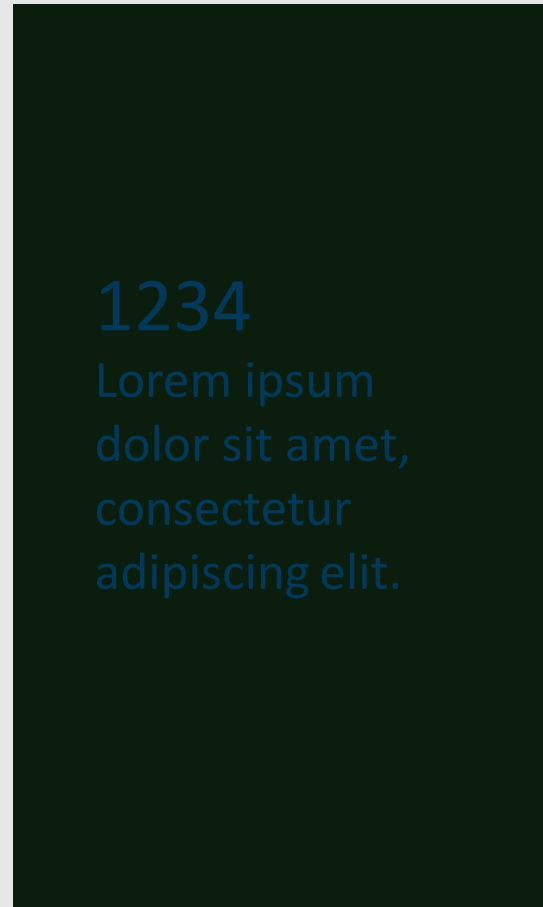 1234
Lorem ipsum
dolor sit amet,
consectetur
adipiscing elit.